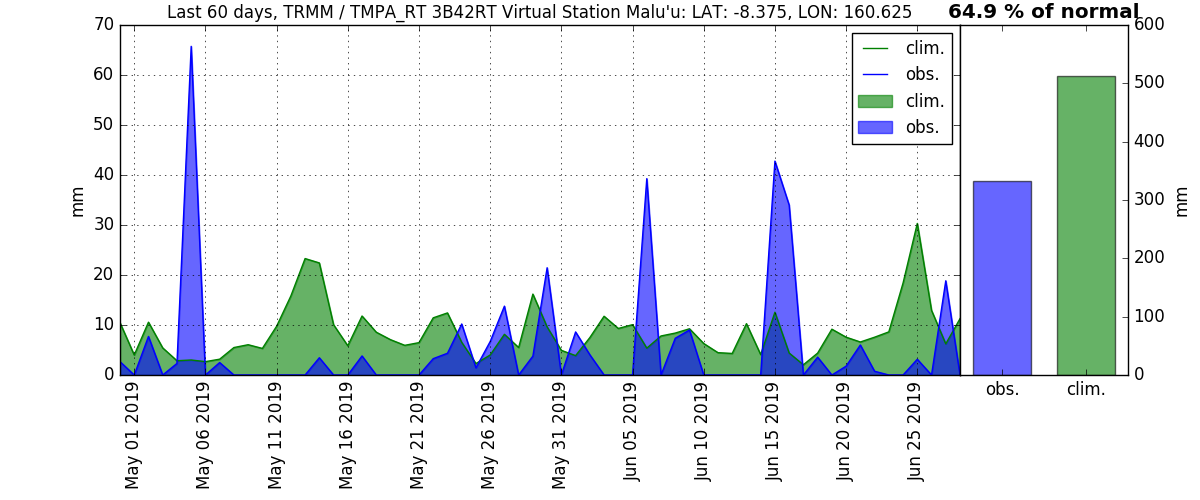 Last 60 days, TRMM / TMPA_RT 3B42RT Virtual Station Malu'u: LAT: -8.375, LON: 160.625
64.9 % of normal
70
60
50
40
30
20
10
0
mm
clim.
obs.
clim.
obs.
May 01 2019
May 06 2019
May 11 2019
May 16 2019
May 21 2019
May 26 2019
May 31 2019
Jun 05 2019
Jun 10 2019
Jun 15 2019
Jun 20 2019
Jun 25 2019
600
500
400
300
200
100
0
mm
obs.
clim.